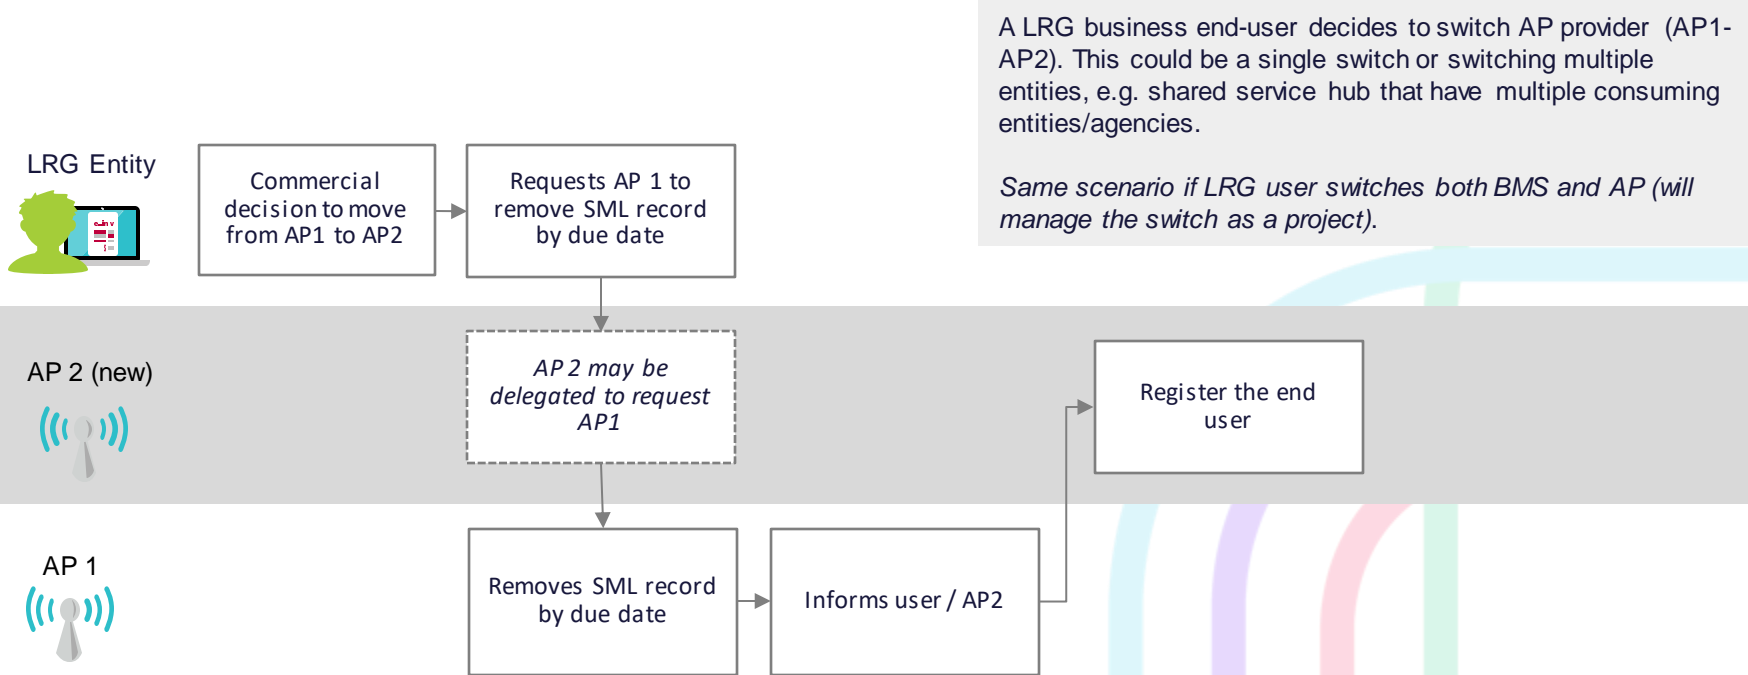 A LRG business end-user decides to switch AP provider (AP1-
AP2). This could be a single switch or switching multiple
entities, e.g. shared service hub that have multiple consuming
entities/agencies.
Same scenario if LRG user switches both BMS and AP (will
manage the switch as a project).
LRG Entity
Commercial
decision to move
from AP1 to AP2
Requests AP 1 to
remove SML record
by due date
AP 2 (new)
AP 2 may be
delegated to request
AP1
Register the end
user
AP 1
Removes SML record
by due date
Informs user / AP2